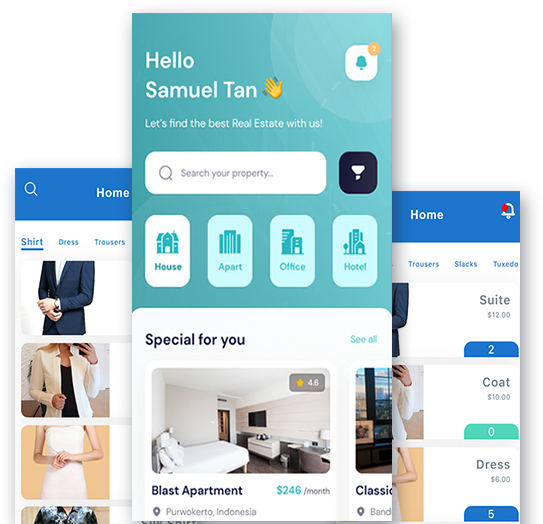 Hello
Samuel Tan
2
Let's find the best Real Estate with us!
Search your property...
House
Apart
Office
Hotel
Special for you
See all
4.6
Blast Apartment
$246 /month
Purwokerto, Indonesia
Classic
Home
Shirt
Dress
Trousers
Home
Trousers
Slacks
Tuxedo
Suite
$12.00
2
Coat
$10.00
0
Dress
$6.00
5